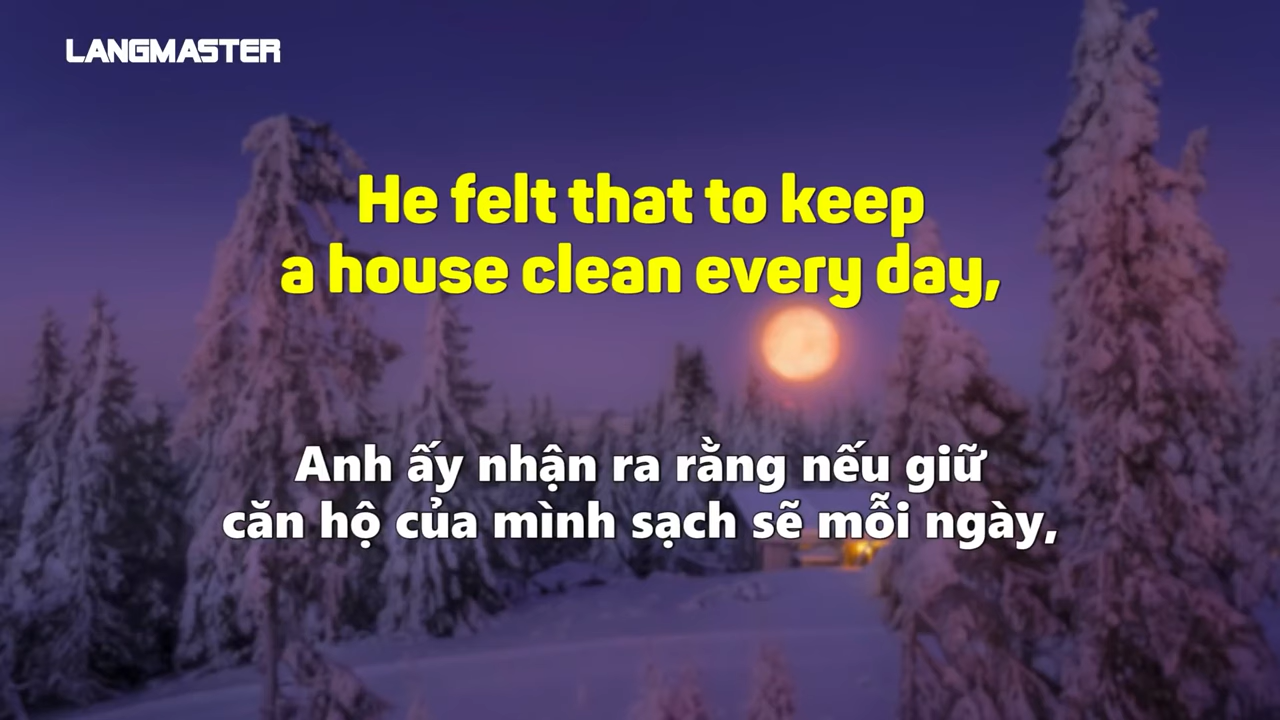 LANGMASTER
He felt that to keep
a house clean every day,
Anh ấy nhận ra rằng nếu giữ
căn hộ của mình sạch sẽ mỗi ngày,